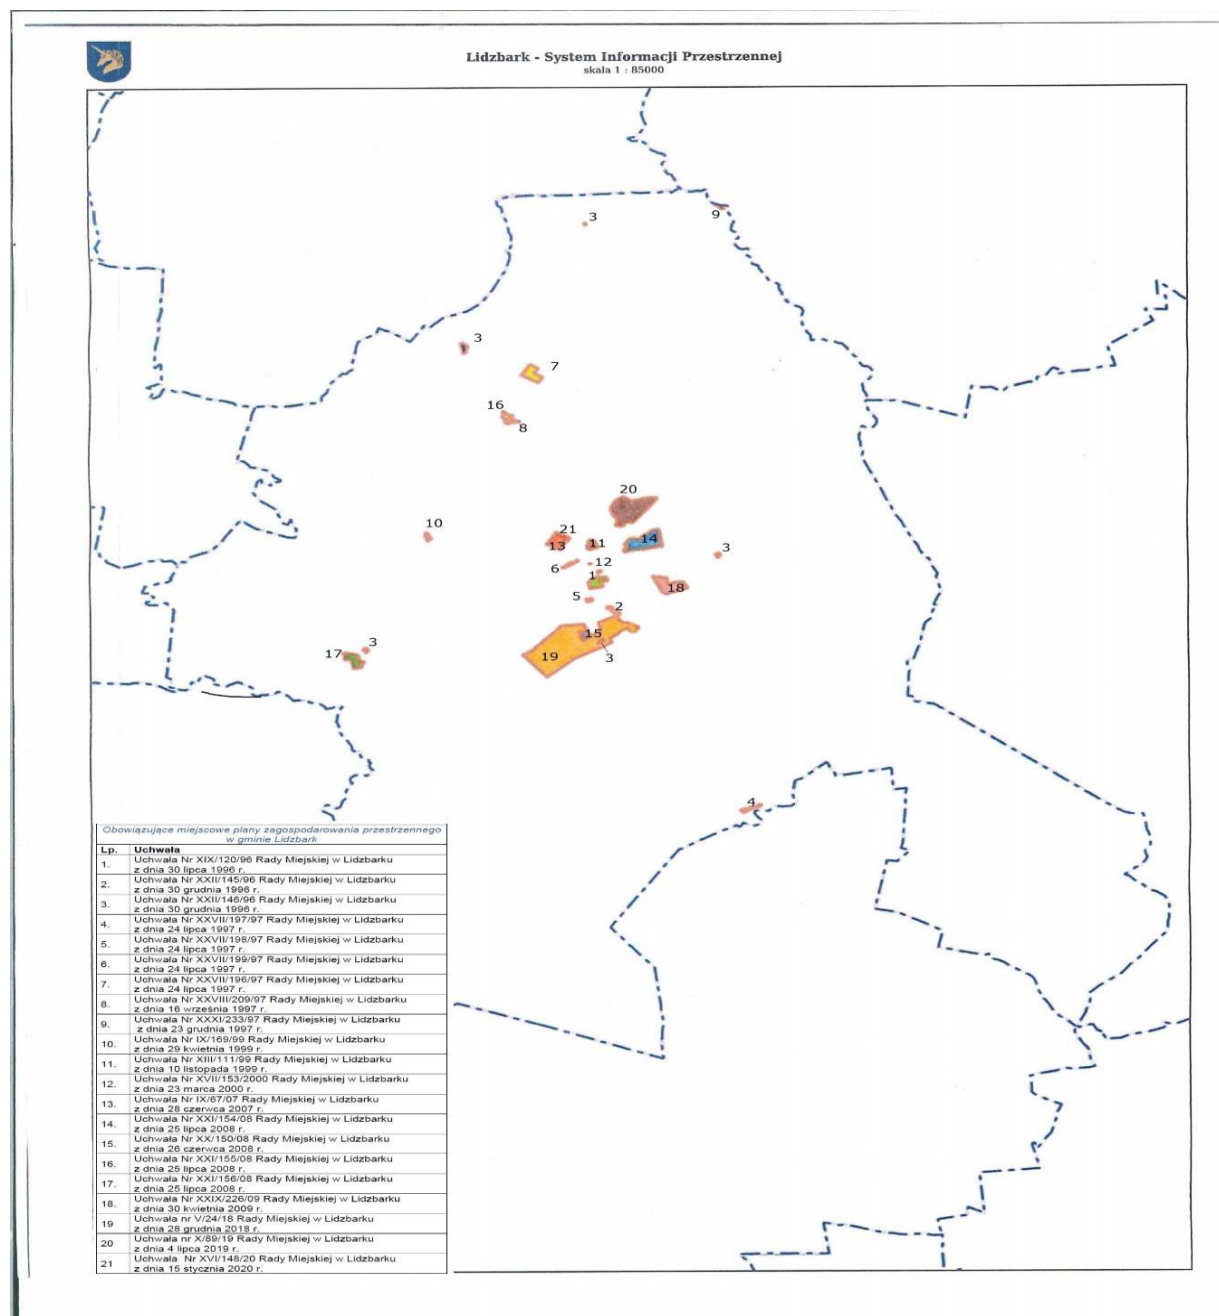 Lidzbark - System Informacji Przestrzennej
skala 1 : 85000
3
9
3
7
16
8
20
10
21
14
13
11
3
6
12
1
18
5
2
15
3
17
19
3
4
Obowiązujące miejscowe plany zagospodarowania przestrzennego
w gminie Lidzbark
Lp. Uchwała
1. Uchwała Nr XIX/120/96 Rady Miejskiej w Lidzbarku
z dnia 30 lipca 1996 r.
2. Uchwała Nr XXII/145/96 Rady Miejskiej w Lidzbarku
z dnia 30 grudnia 1996 r.
3. Uchwała Nr XXII/146/96 Rady Miejskiej w Lidzbarku
z dnia 30 grudnia 1996 r.
4. Uchwała Nr XXVII/197/97 Rady Miejskiej w Lidzbarku
z dnia 24 lipca 1997 r.
5. Uchwała Nr XXVII/198/97 Rady Miejskiej w Lidzbarku
z dnia 24 lipca 1997 r.
6. Uchwała Nr XXVII/199/97 Rady Miejskiej w Lidzbarku
z dnia 24 lipca 1997 r.
7. Uchwała Nr XXVII/196/97 Rady Miejskiej w Lidzbarku
z dnia 24 lipca 1997 r.
8. Uchwała Nr XXVIII/209/97 Rady Miejskiej w Lidzbarku
z dnia 16 września 1997 r.
9. Uchwała Nr XXXI/233/97 Rady Miejskiej w Lidzbarku
z dnia 23 grudnia 1997 r.
10. Uchwała Nr IX/169/99 Rady Miejskiej w Lidzbarku
z dnia 29 kwietnia 1999 r.
11. Uchwała Nr XIII/111/99 Rady Miejskiej w Lidzbarku
z dnia 10 listopada 1999 r.
12. Uchwała Nr XVII/153/2000 Rady Miejskiej w Lidzbarku
z dnia 23 marca 2000 r.
13. Uchwała Nr IX/67/07 Rady Miejskiej w Lidzbarku
z dnia 28 czerwca 2007 r.
14. Uchwała Nr XXI/154/08 Rady Miejskiej w Lidzbarku
z dnia 25 lipca 2008 r.
15. Uchwała Nr XX/150/08 Rady Miejskiej w Lidzbarku
z dnia 26 czerwca 2008 r.
16. Uchwała Nr XXI/155/08 Rady Miejskiej w Lidzbarku
z dnia 25 lipca 2008 r.
17. Uchwała Nr XXI/156/08 Rady Miejskiej w Lidzbarku
z dnia 25 lipca 2008 r.
18. Uchwała Nr XXIX/226/09 Rady Miejskiej w Lidzbarku
z dnia 30 kwietnia 2009 r.
19 Uchwała nr V/24/18 Rady Miejskiej w Lidzbarku
z dnia 28 grudnia 2018 r.
20 Uchwała nr X/89/19 Rady Miejskiej w Lidzbarku
z dnia 4 lipca 2019 r.
21 Uchwała Nr XVI/148/20 Rady Miejskiej w Lidzbarku
z dnia 15 stycznia 2020 r.